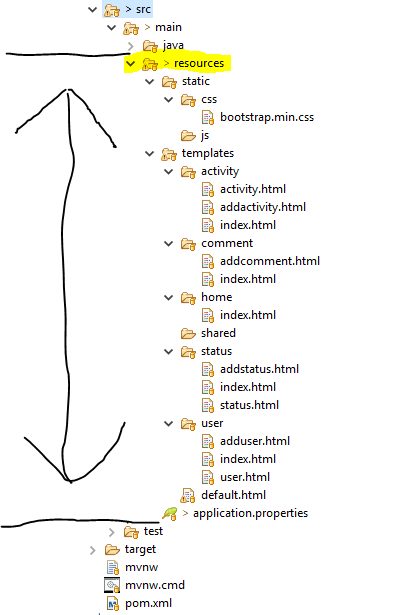 > src
> main
java
> resources
static
css
bootstrap.min.css
js
templates
activity
activity.html
addactivity.html
index.html
comment
addcomment.html
index.html
home
index.html
shared
status
addstatus.html
index.html
status.html
user
adduser.html
index.html
user.html
default.html
> application.properties
test
target
mvnw
mvnw.cmd
pom.xml